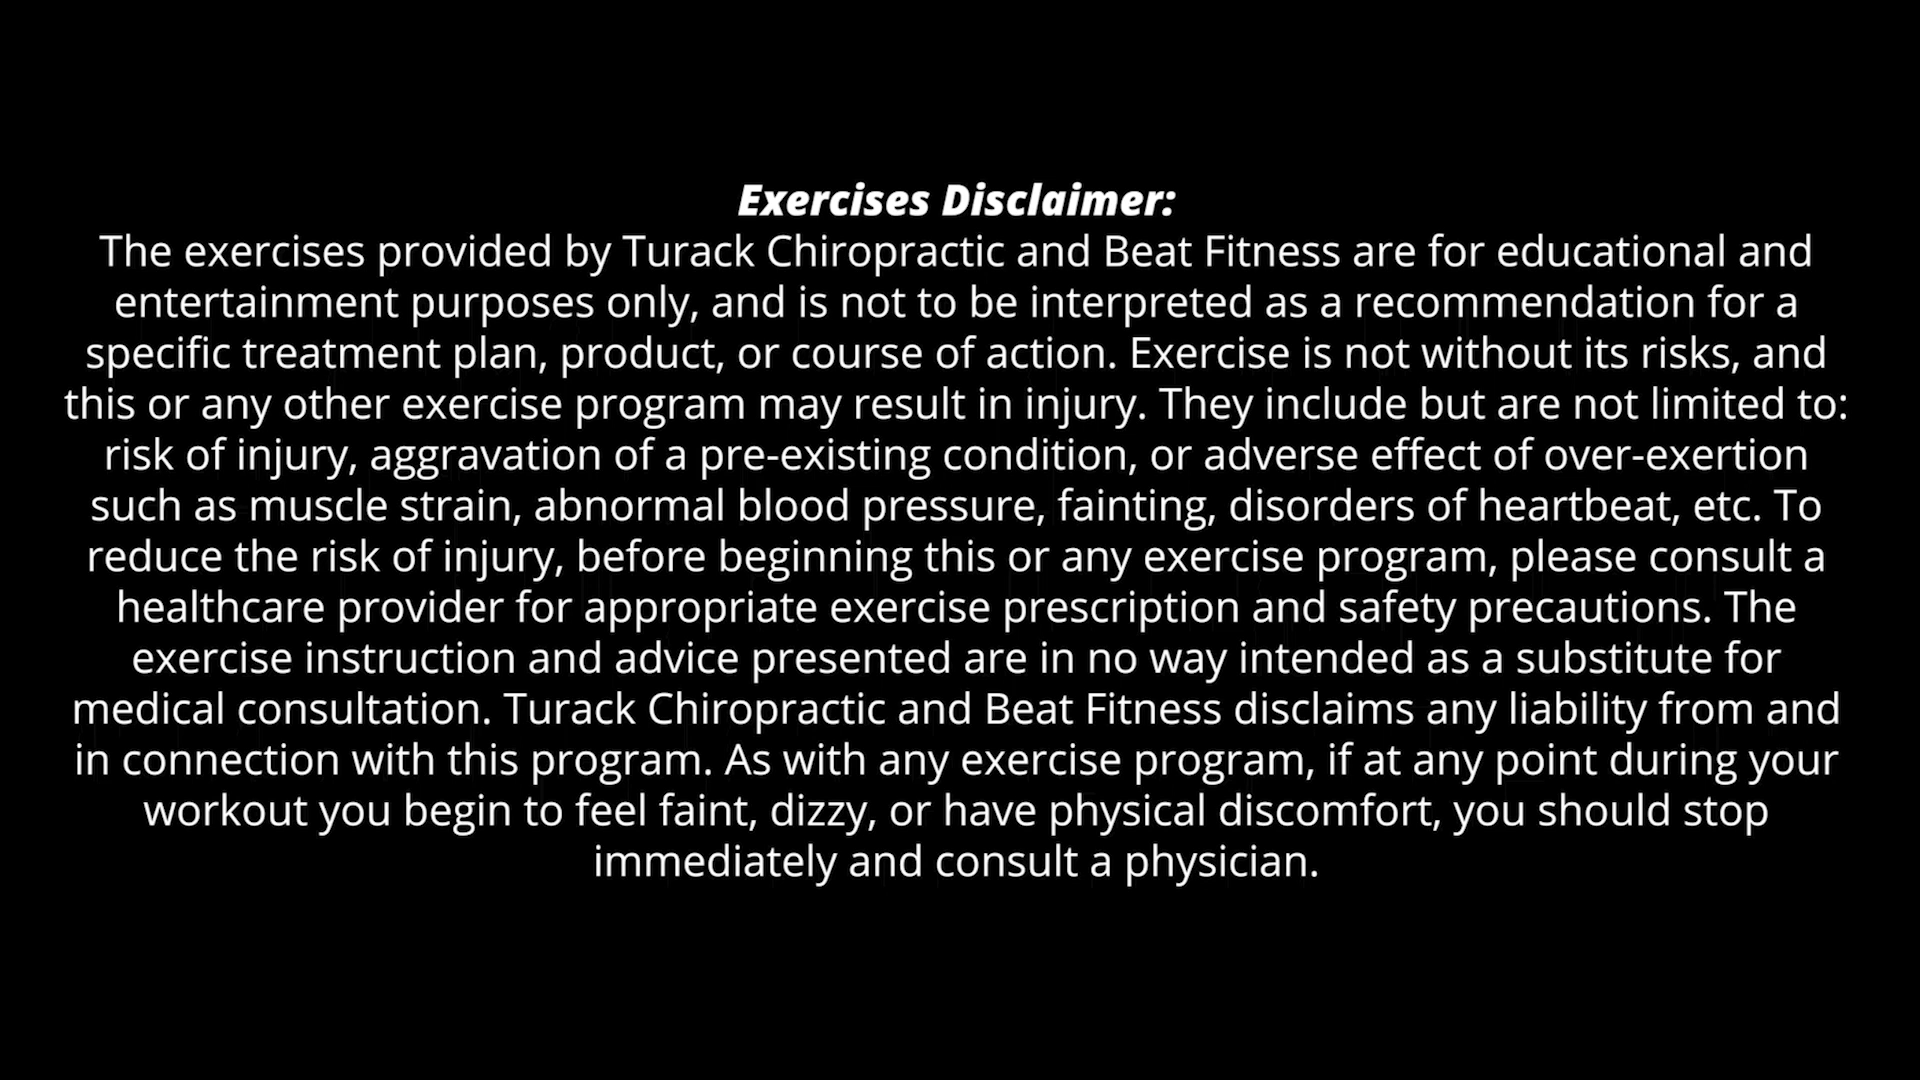 Exercises Disclaimer:
The exercises provided by Turack Chiropractic and Beat Fitness are for educational and
entertainment purposes only, and is not to be interpreted as a recommendation for a
specific treatment plan, product, or course of action. Exercise is not without its risks, and
this or any other exercise program may result in injury. They include but are not limited to:
risk of injury, aggravation of a pre-existing condition, or adverse effect of over-exertion
such as muscle strain, abnormal blood pressure, fainting, disorders of heartbeat, etc. To
reduce the risk of injury, before beginning this or any exercise program, please consult a
healthcare provider for appropriate exercise prescription and safety precautions. The
exercise instruction and advice presented are in no way intended as a substitute for
medical consultation. Turack Chiropractic and Beat Fitness disclaims any liability from and
in connection with this program. As with any exercise program, if at any point during your
workout you begin to feel faint, dizzy, or have physical discomfort, you should stop
immediately and consult a physician.